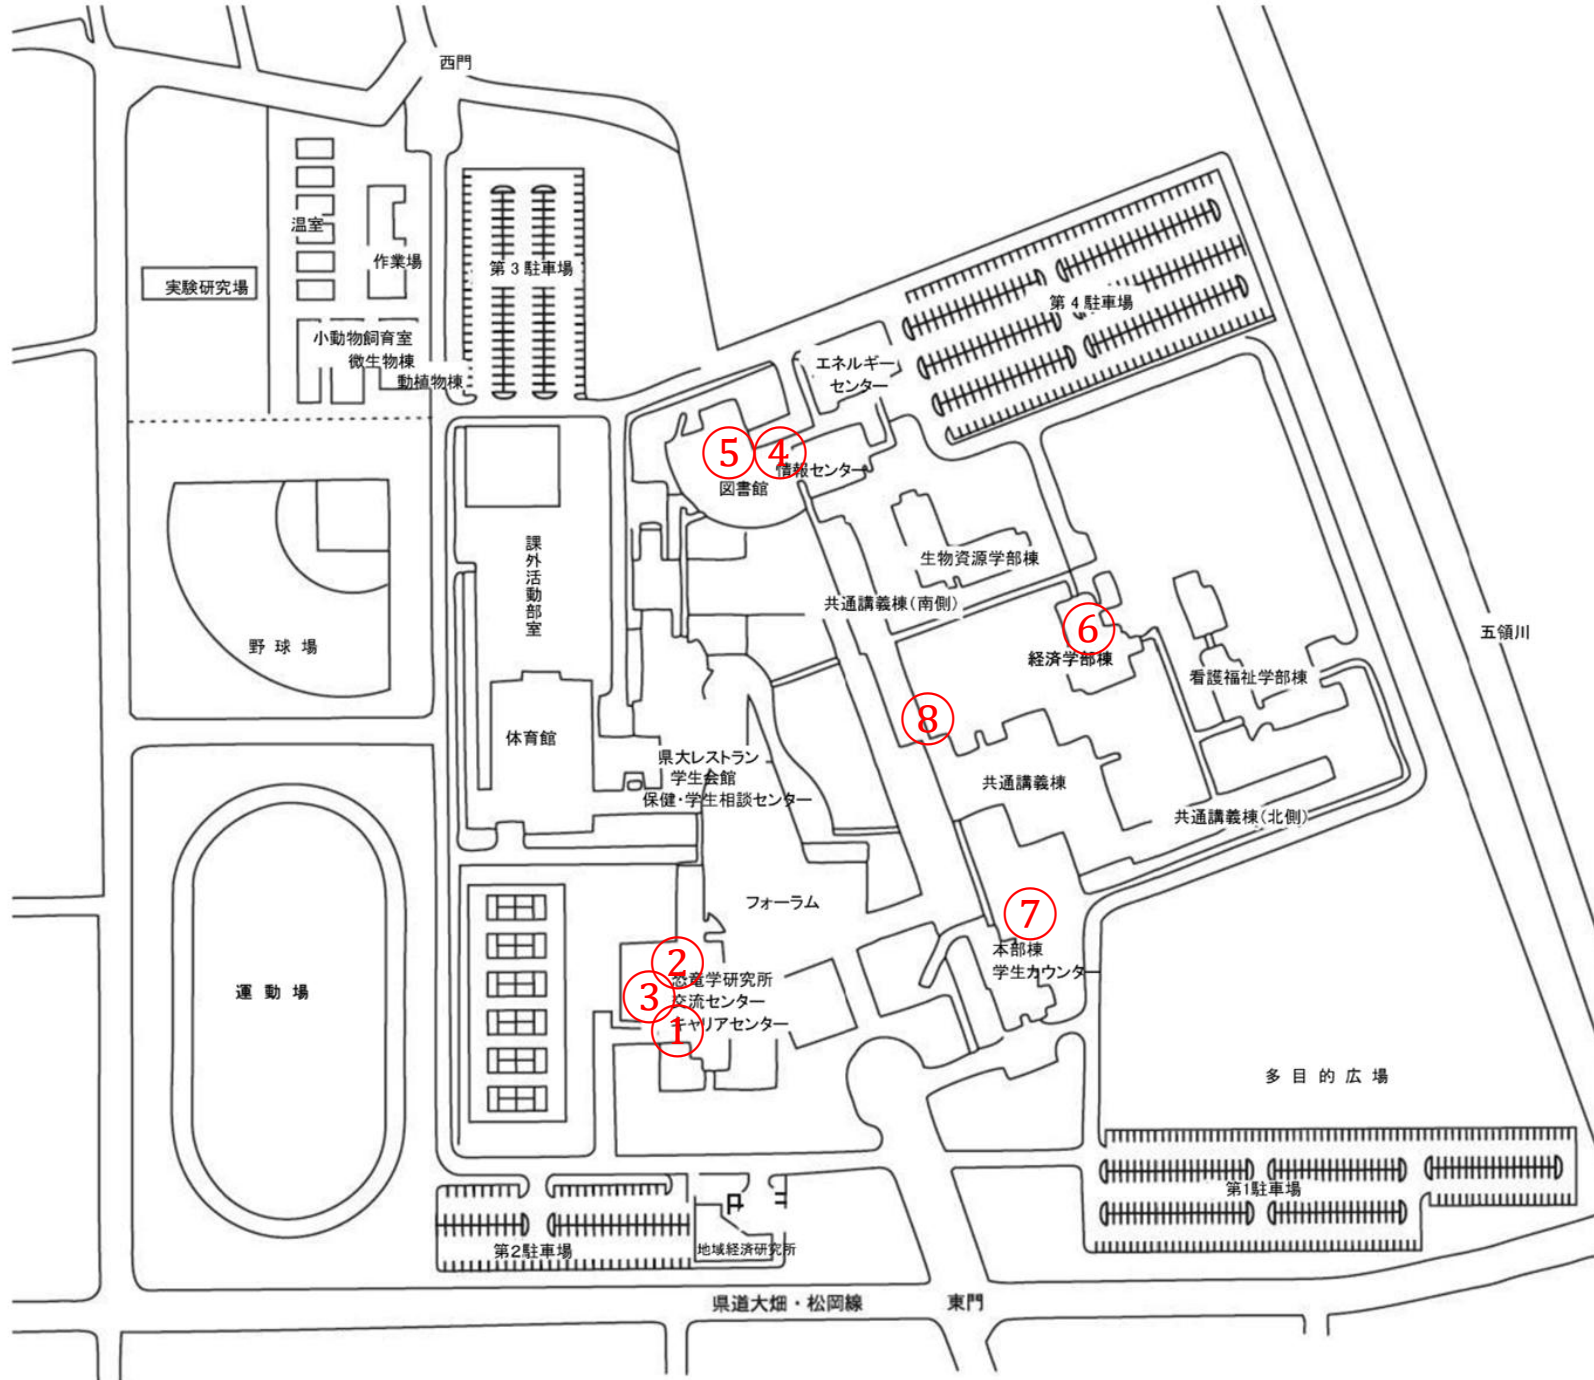 西門
温室
作業場
実験研究場
第3駐車場
第4駐車場
小動物飼育室
微生物棟
動植物棟
エネルギー
センター
⑤
④
情報センター
図書館
課外活動部室
生物資源学部棟
共通講義棟(南側)
⑥
経済学部棟
看護福祉学部棟
五領川
野球場
⑧
体育館
県大レストラン
学生会館
保健・学生相談センター
共通講義棟
共通講義棟(北側)
フォーラム
⑦
本部棟
学生カウンター
運動場
②
恐竜学研究所
③
交流センター
①
キャリアセンター
多目的広場
第1駐車場
第2駐車場
地域経済研究所
県道大畑・松岡線
東門